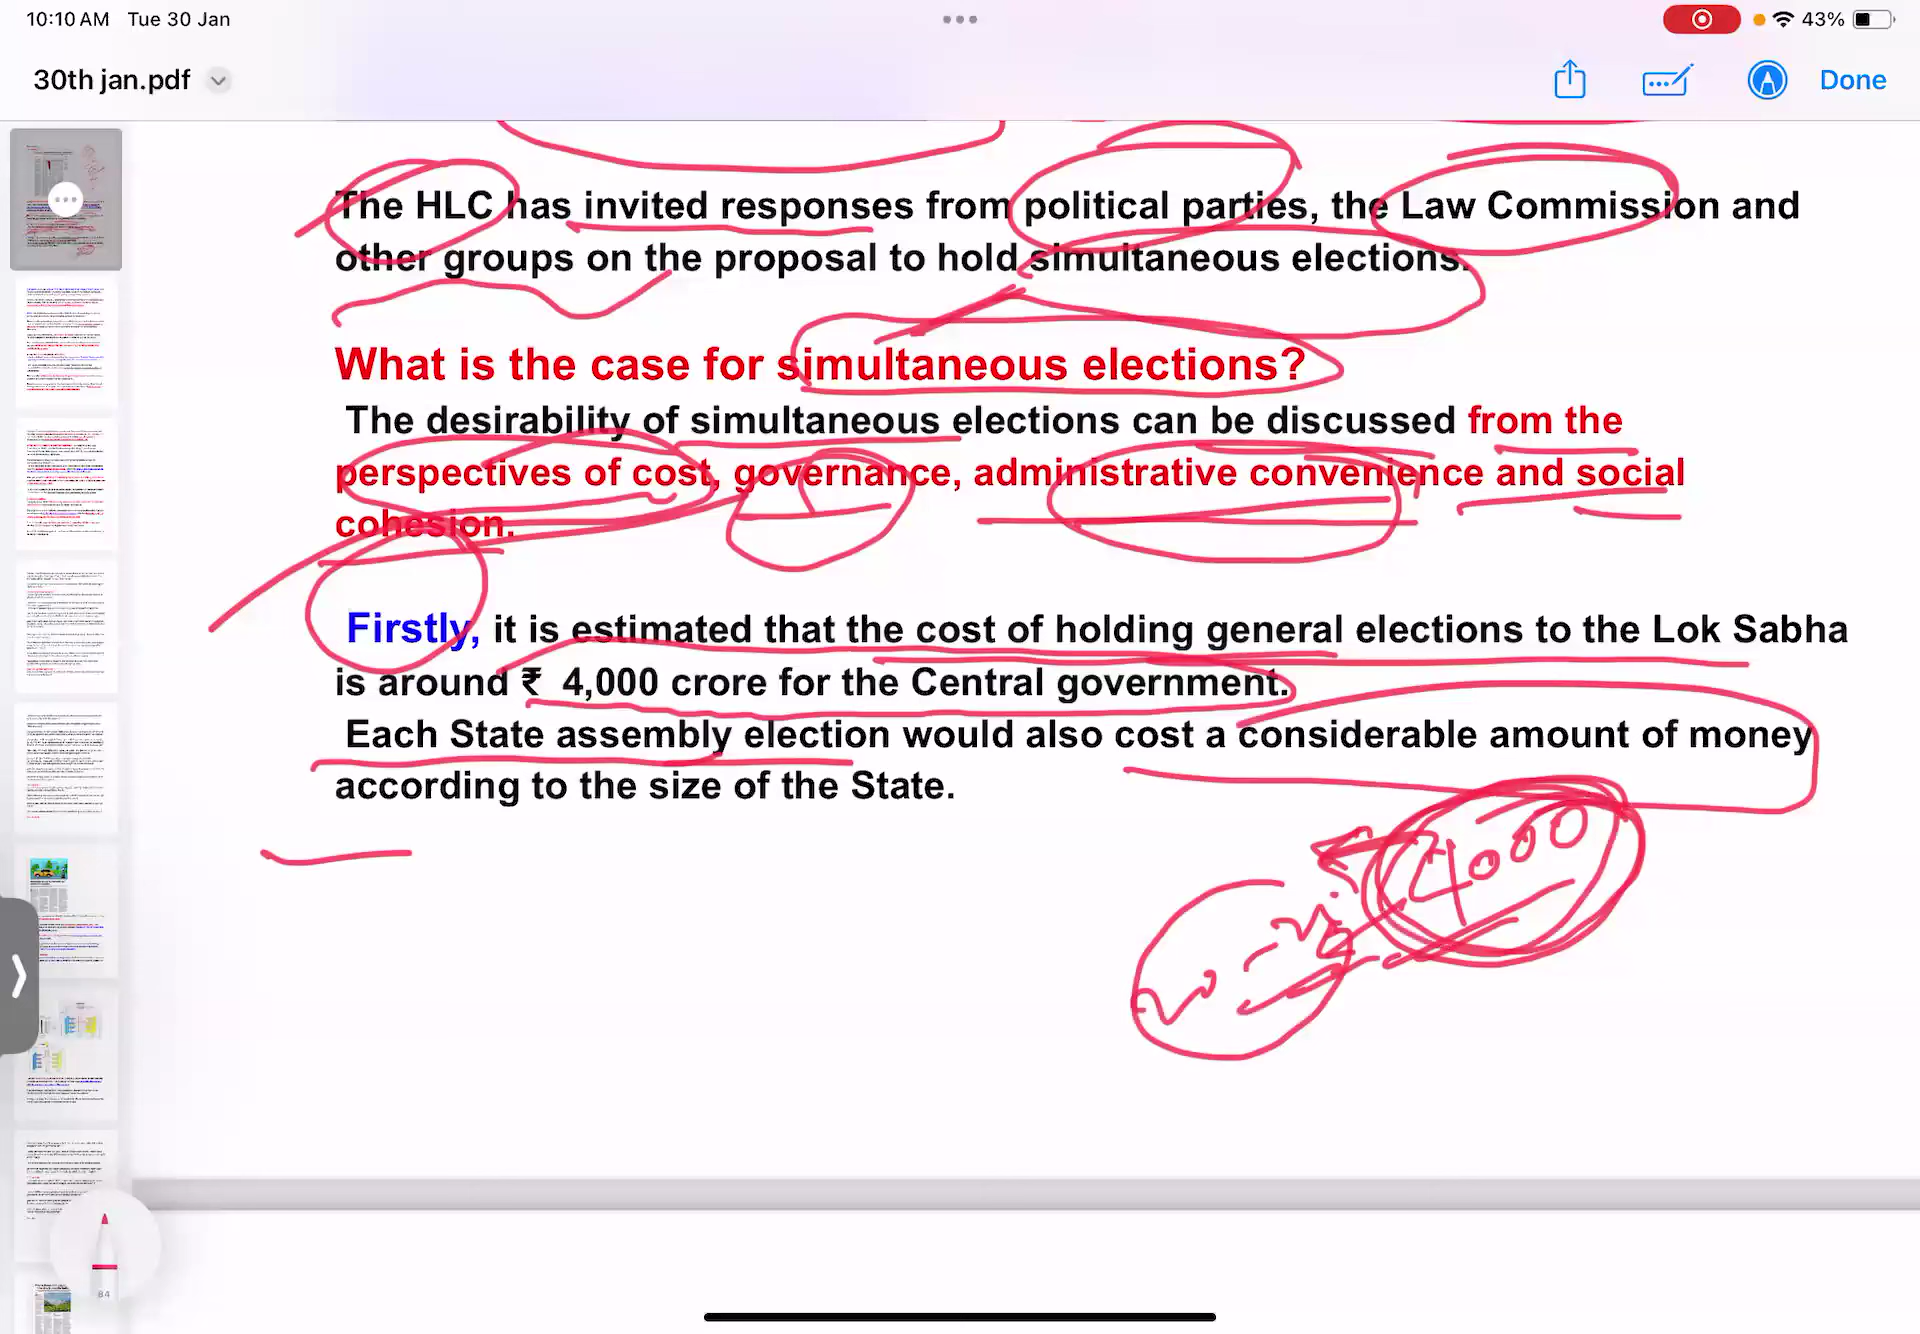 10:10 AM Tue 30 Jan
43%
30th jan.pdf
Done
The HLC has invited responses from political parties, the Law Commission and
other groups on the proposal to hold simultaneous elections.
What is the case for simultaneous elections?
The desirability of simultaneous elections can be discussed from the
perspectives of cost, governance, administrative convenience and social
cohesion.
Firstly, it is estimated that the cost of holding general elections to the Lok Sabha
is around ₹ 4,000 crore for the Central government.
Each State assembly election would also cost a considerable amount of money
according to the size of the State.
4000
84